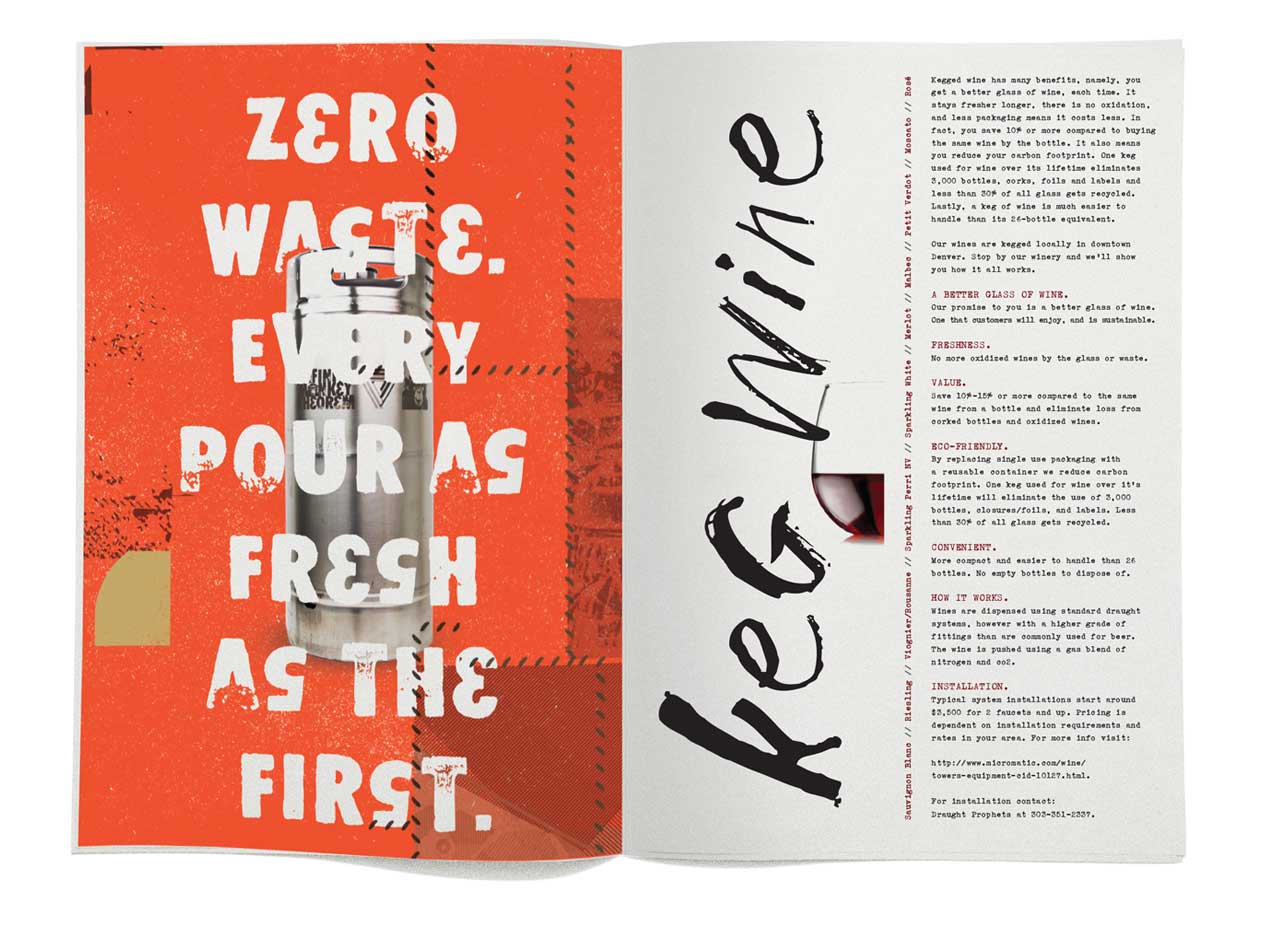 ZERO
WASTE.
EVERY
POUR AS
FRESH
AS THE
FIRST.
Keg Wine
Sauvignon Blanc // Riesling // Viognier/Rousanne // Sparkling Perri NV // Sparkling White // Merlot // Malbec // Petit Verdot // Moscato // Rosé
Kegged wine has many benefits, namely, you
get a better glass of wine, each time. It
stays fresher longer, there is no oxidation,
and less packaging means it costs less. In
fact, you save 10% or more compared to buying
the same wine by the bottle. It also means
you reduce your carbon footprint. One keg
used for wine over its lifetime eliminates
3,000 bottles, corks, foils and labels and
less than 30% of all glass gets recycled.
Lastly, a keg of wine is much easier to
handle than its 26-bottle equivalent.
Our wines are kegged locally in downtown
Denver. Stop by our winery and we'll show
you how it all works.
A BETTER GLASS OF WINE.
Our promise to you is a better glass of wine.
One that customers will enjoy, and is sustainable.
FRESHNESS.
No more oxidized wines by the glass or waste.
VALUE.
Save 10%-15% or more compared to the same
wine from a bottle and eliminate loss from
corked bottles and oxidized wines.
ECO-FRIENDLY.
By replacing single use packaging with
a reusable container we reduce carbon
footprint. One keg used for wine over it's
lifetime will eliminate the use of 3,000
bottles, closures/foils, and labels. Less
than 30% of all glass gets recycled.
CONVENIENT.
More compact and easier to handle than 26
bottles. No empty bottles to dispose of.
HOW IT WORKS.
Wines are dispensed using standard draught
systems, however with a higher grade of
fittings than are commonly used for beer.
The wine is pushed using a gas blend of
nitrogen and co2.
INSTALLATION.
Typical system installations start around
$3,500 for 2 faucets and up. Pricing is
dependent on installation requirements and
rates in your area. For more info visit:
http://www.micromatic.com/wine/
towers-equipment-cid-10127.html.
For installation contact:
Draught Prophets at 303-351-2337.